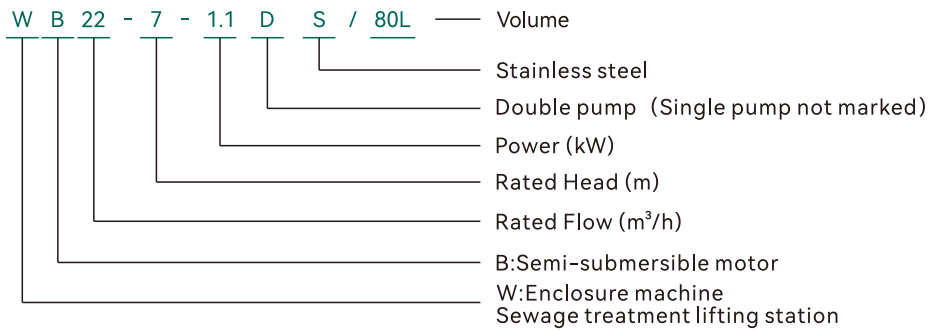 W B 22 - 7 - 1.1 D S / 80L Volume
Stainless steel
Double pump (Single pump not marked)
Power (kW)
Rated Head (m)
Rated Flow (m³/h)
B:Semi-submersible motor
W:Enclosure machine
Sewage treatment lifting station